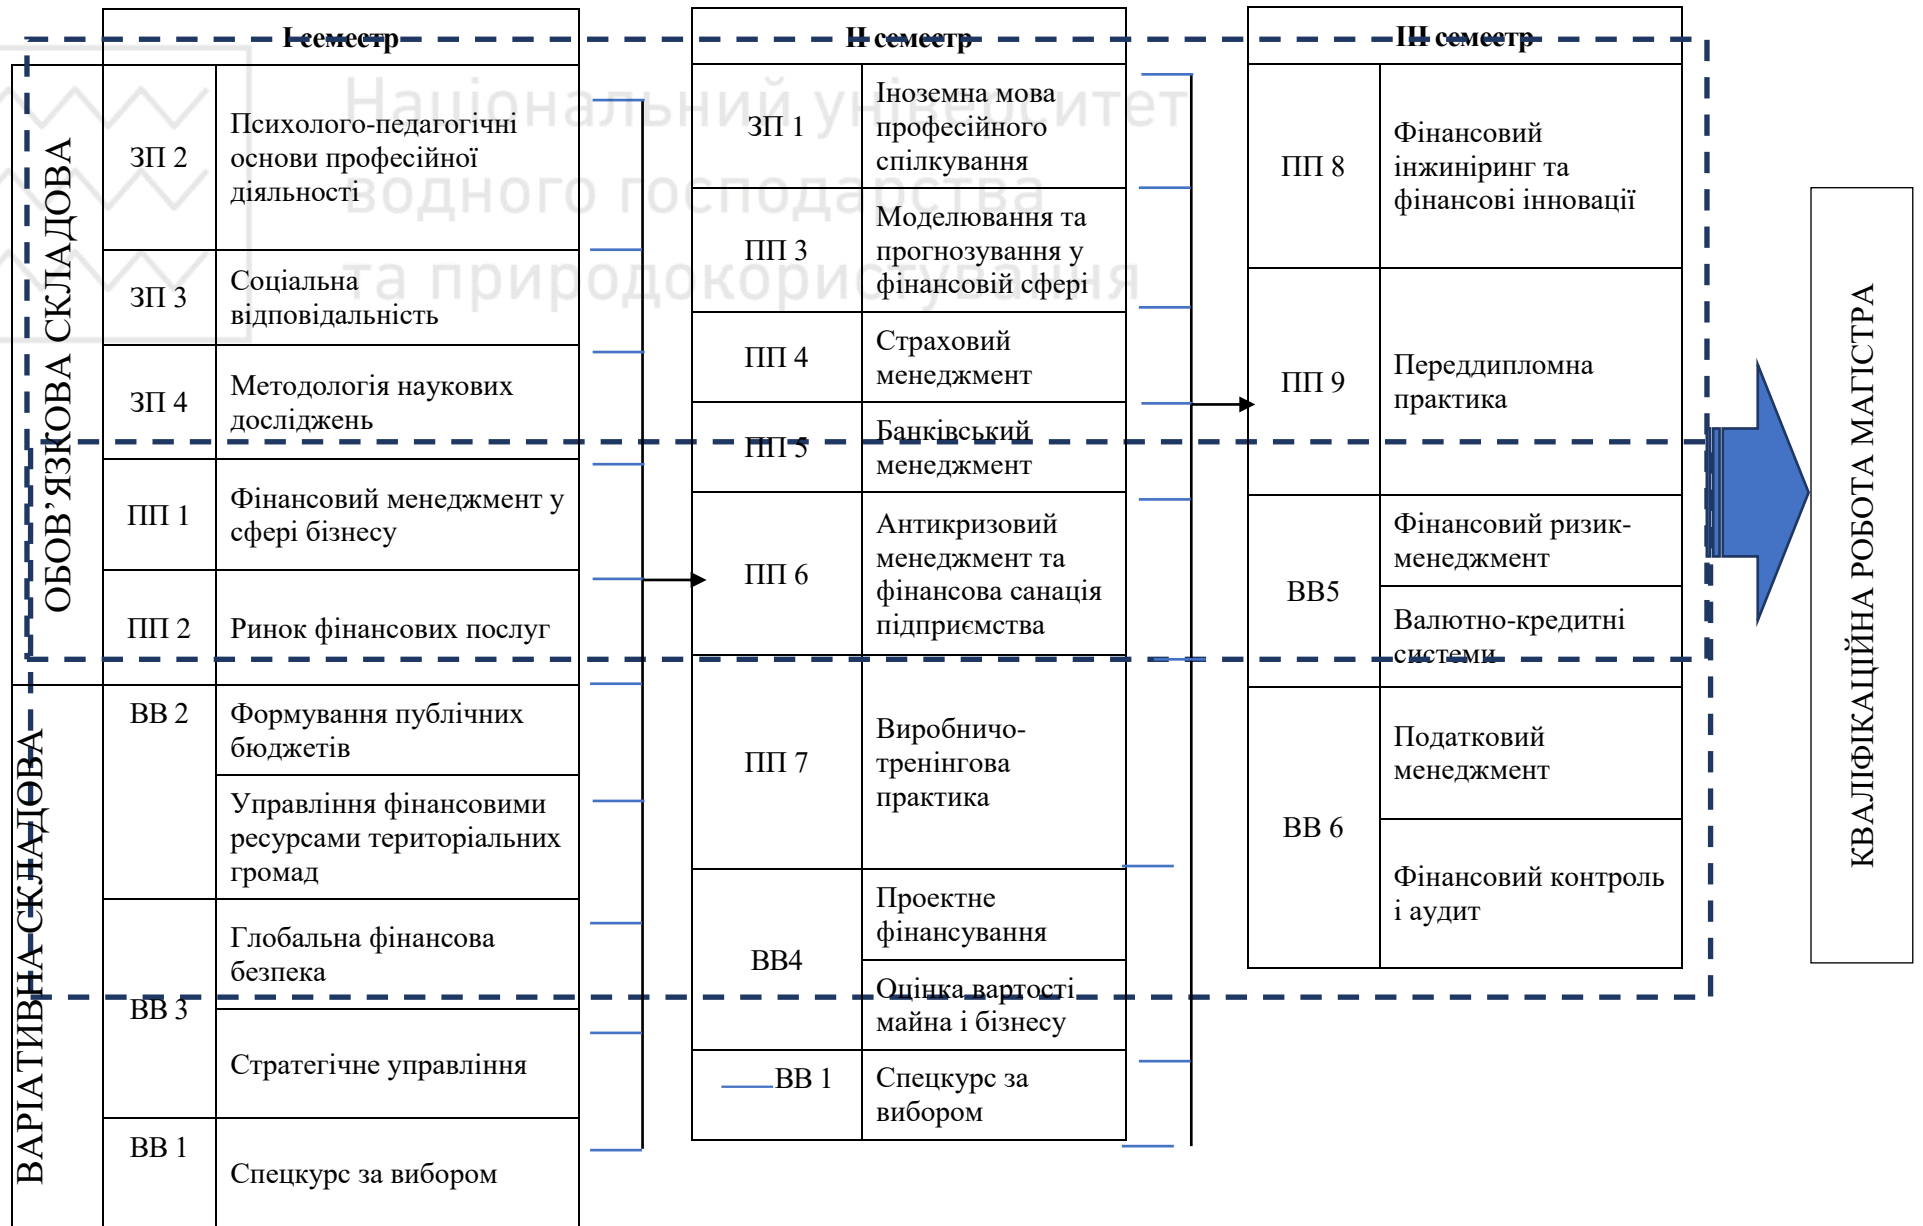 Національний університет
водного господарства
та природокористування
ОБОВ’ЯЗКОВА СКЛАДОВА
ВАРІАТИВНА СКЛАДОВА
І семестр
ЗП 2
Психолого-педагогічні
основи професійної
діяльності
ЗП 3
Соціальна
відповідальність
ЗП 4
Методологія наукових
досліджень
ПП 1
Фінансовий менеджмент у
сфері бізнесу
ПП 2
Ринок фінансових послуг
ВВ 2
Формування публічних
бюджетів
Управління фінансовими
ресурсами територіальних
громад
ВВ 3
Глобальна фінансова
безпека
Стратегічне управління
ВВ 1
Спецкурс за вибором
ІІ семестр
ЗП 1
Іноземна мова
професійного
спілкування
ПП 3
Моделювання та
прогнозування у
фінансовій сфері
ПП 4
Страховий
менеджмент
ПП 5
Банківський
менеджмент
ПП 6
Антикризовий
менеджмент та
фінансова санація
підприємства
ПП 7
Виробничо-
тренінгова
практика
ВВ4
Проектне
фінансування
Оцінка вартості
майна і бізнесу
ВВ 1
Спецкурс за
вибором
ІІІ семестр
ПП 8
Фінансовий
інжиніринг та
фінансові інновації
ПП 9
Переддипломна
практика
ВВ5
Фінансовий ризик-
менеджмент
Валютно-кредитні
системи
ВВ 6
Податковий
менеджмент
Фінансовий контроль
і аудит
КВАЛІФІКАЦІЙНА РОБОТА МАГІСТРА